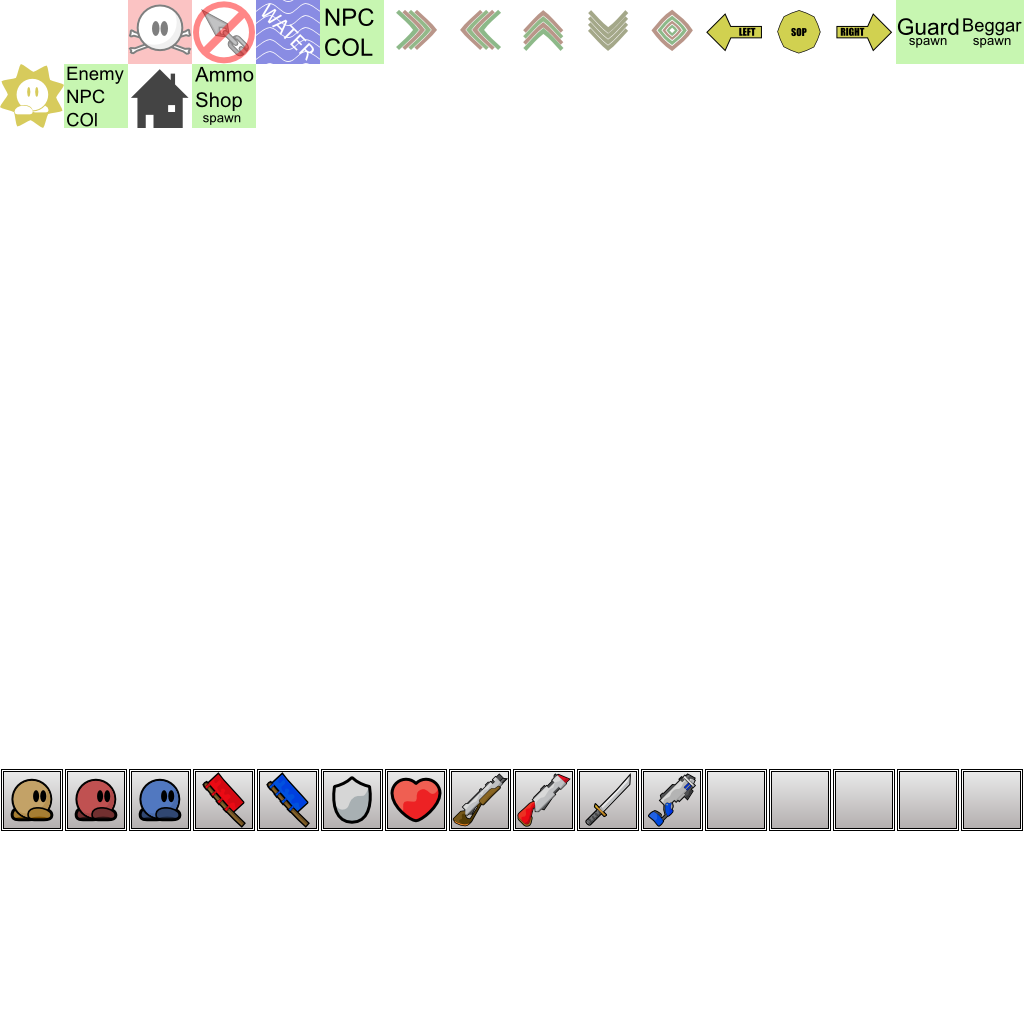 WATER
NPC
COL
LEFT
SOP
RIGHT
Guard
spawn
Beggar
spawn
Enemy
NPC
COl
Ammo
Shop
spawn